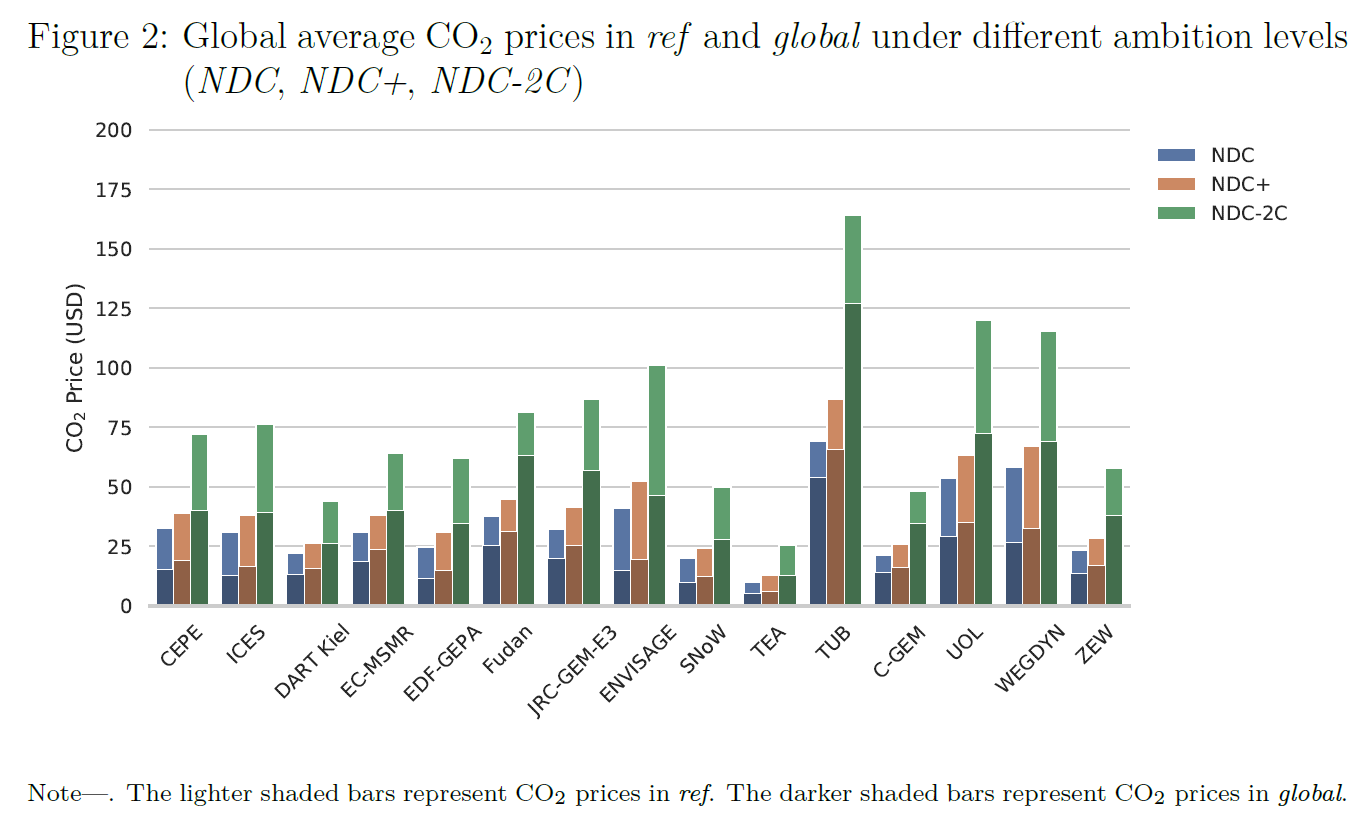 Figure 2: Global average CO₂ prices in ref and global under different ambition levels
(NDC, NDC+, NDC-2C)
200
175
150
125
100
75
50
25
0
CO₂ Price (USD)
NDC
NDC+
NDC-2C
CEPE
ICES
DART Kiel
EC-MSMR
EDF-GEPA
Fudan
JRC-GEM-E3
ENVISAGE
SNoW
TEA
TUB
C-GEM
UOL
WEGDYN
ZEW
Note—. The lighter shaded bars represent CO₂ prices in ref. The darker shaded bars represent CO₂ prices in global.